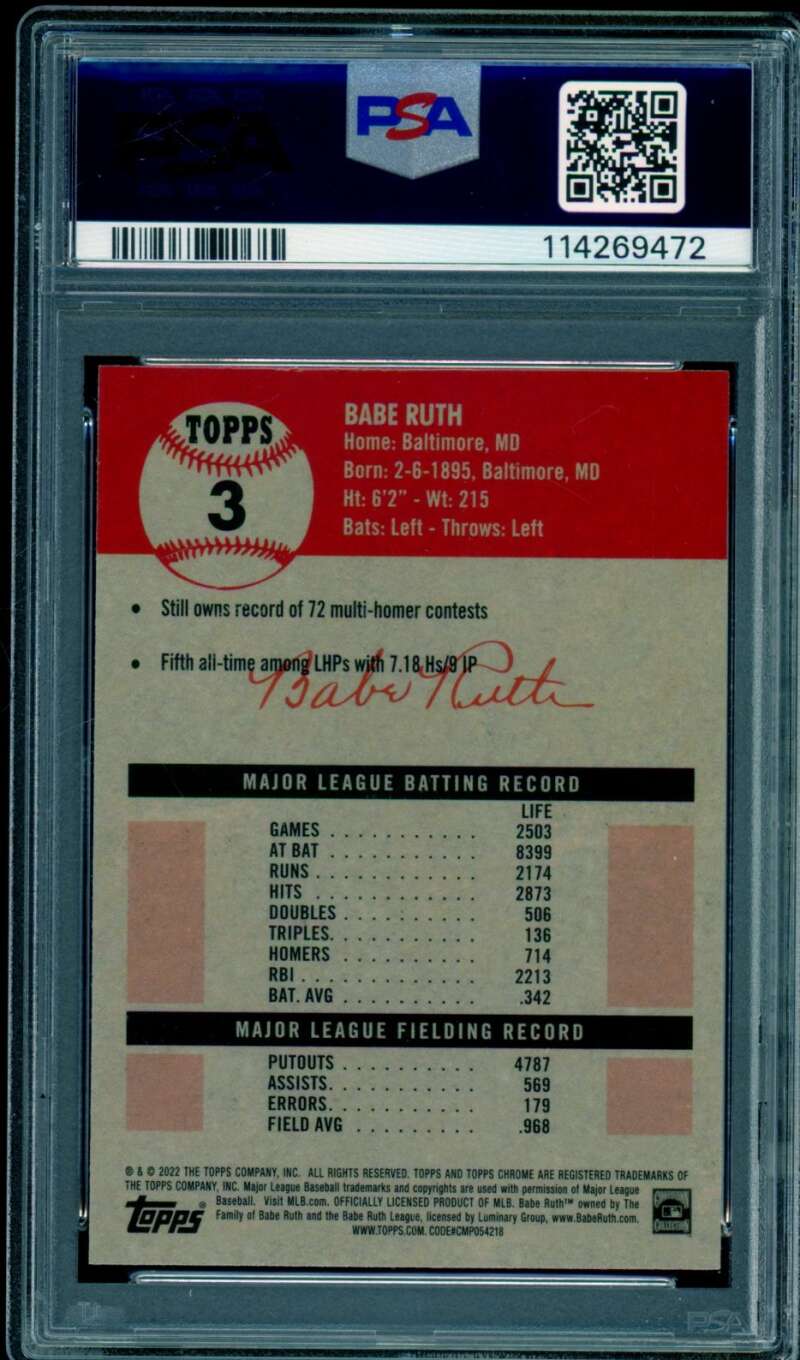 PSA
114269472
TOPPS
3
BABE RUTH
Home: Baltimore, MD
Born: 2-6-1895, Baltimore, MD
Ht: 6'2" - Wt: 215
Bats: Left - Throws: Left
• Still owns record of 72 multi-homer contests
• Fifth all-time among LHPs with 7.18 Hs/9 IP
Babe Ruth
MAJOR LEAGUE BATTING RECORD
LIFE
GAMES . . . . . . . . . . . 2503
AT BAT . . . . . . . . . . . 8399
RUNS . . . . . . . . . . . . 2174
HITS . . . . . . . . . . . . 2873
DOUBLES . . . . . . . . . . 506
TRIPLES. . . . . . . . . . . 136
HOMERS . . . . . . . . . . . 714
RBI . . . . . . . . . . . . . 2213
BAT. AVG . . . . . . . . . . .342
MAJOR LEAGUE FIELDING RECORD
PUTOUTS . . . . . . . . . . 4787
ASSISTS. . . . . . . . . . . 569
ERRORS. . . . . . . . . . . 179
FIELD AVG . . . . . . . . . .968
® & © 2022 THE TOPPS COMPANY, INC. ALL RIGHTS RESERVED. TOPPS AND TOPPS CHROME ARE REGISTERED TRADEMARKS OF
THE TOPPS COMPANY, INC. Major League Baseball trademarks and copyrights are used with permission of Major League
Baseball. Visit MLB.com. OFFICIALLY LICENSED PRODUCT OF MLB. Babe Ruth™ owned by The
Family of Babe Ruth and the Babe Ruth League, licensed by Luminary Group, www.BabeRuth.com.
WWW.TOPPS.COM. CODE#CMP054218
Topps®
PSA